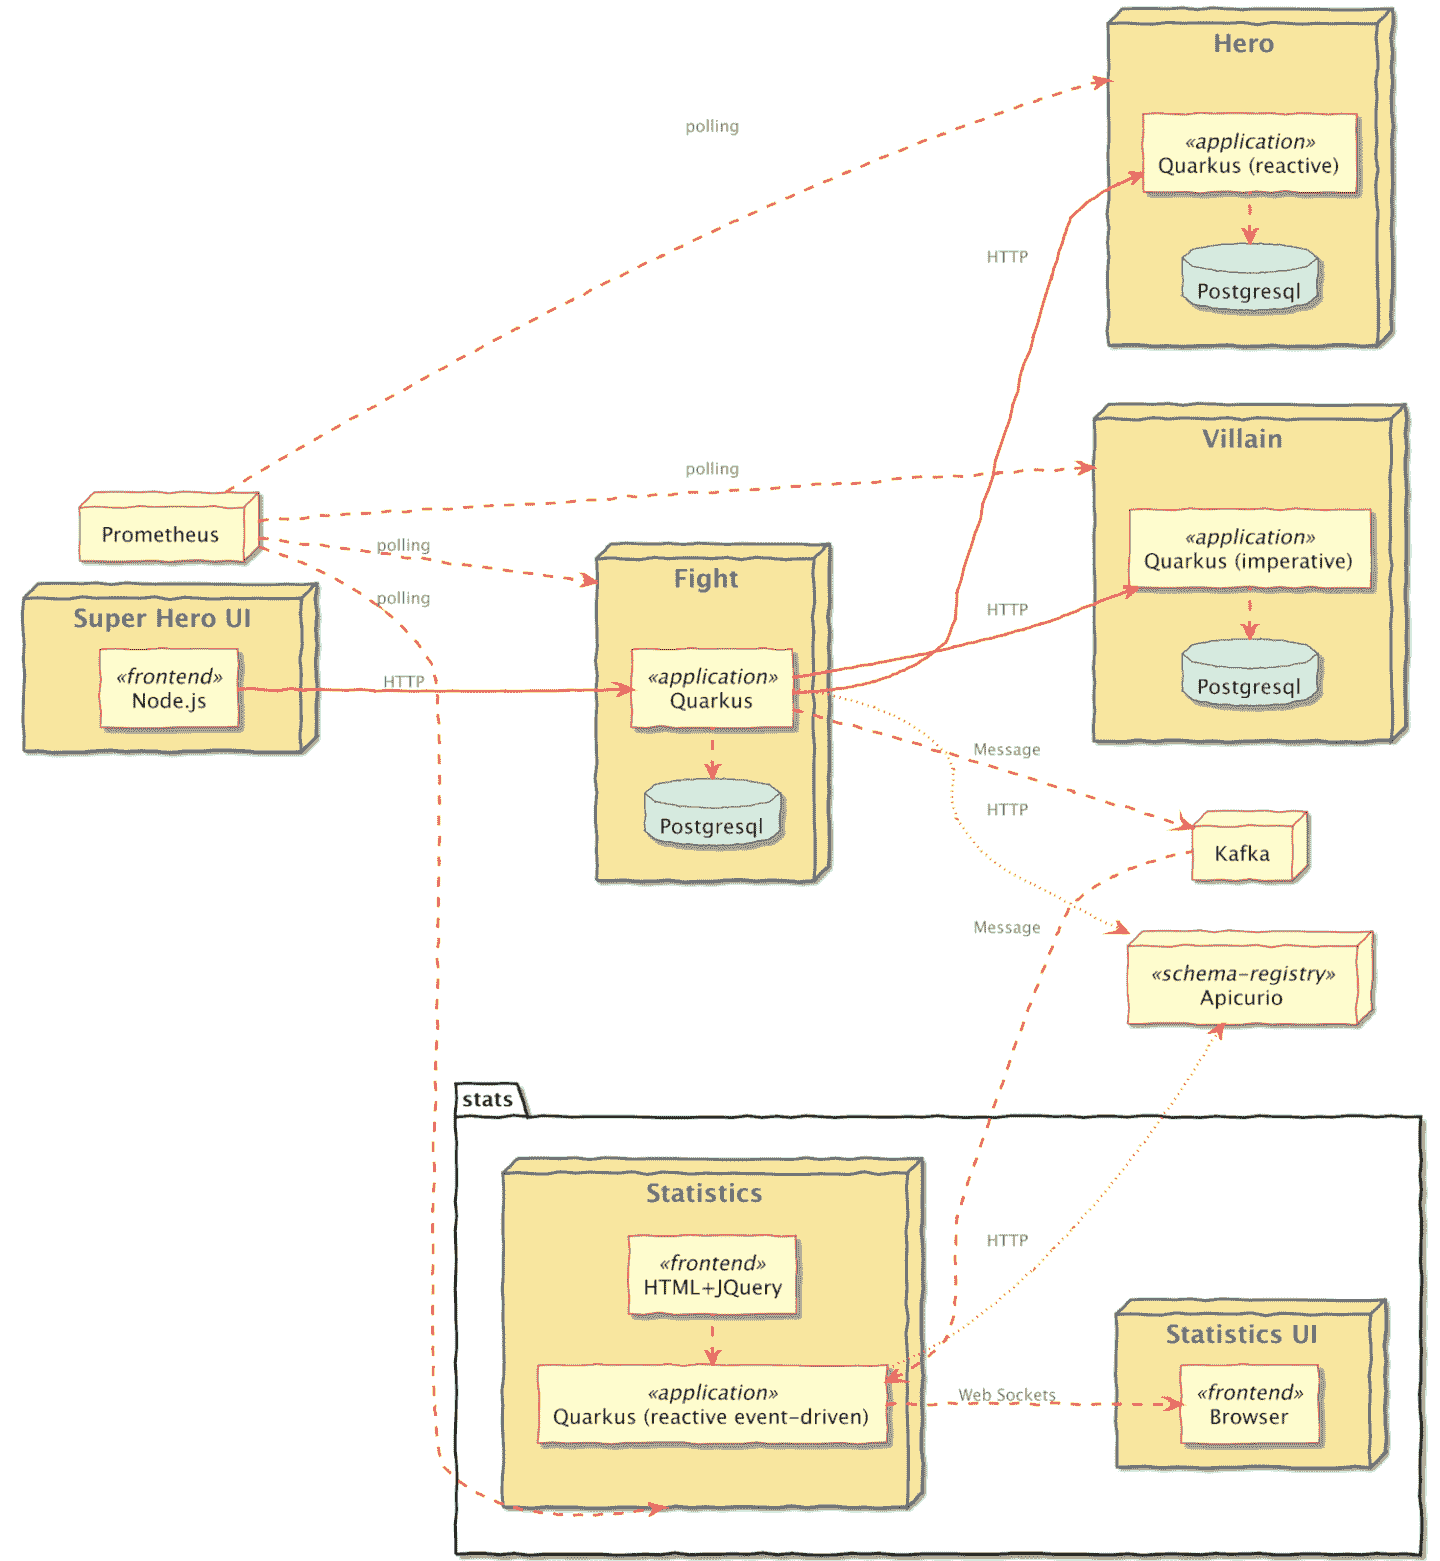 Hero
polling
«application»
Quarkus (reactive)
HTTP
Postgresql
Villain
polling
Prometheus
«application»
Quarkus (imperative)
polling
Fight
polling
Super Hero UI
HTTP
«frontend»
Node.js
HTTP
«application»
Quarkus
Postgresql
Message
HTTP
Postgresql
Kafka
Message
«schema-registry»
Apicurio
stats
Statistics
HTTP
«frontend»
HTML+JQuery
Statistics UI
«application»
Quarkus (reactive event-driven)
Web Sockets
«frontend»
Browser